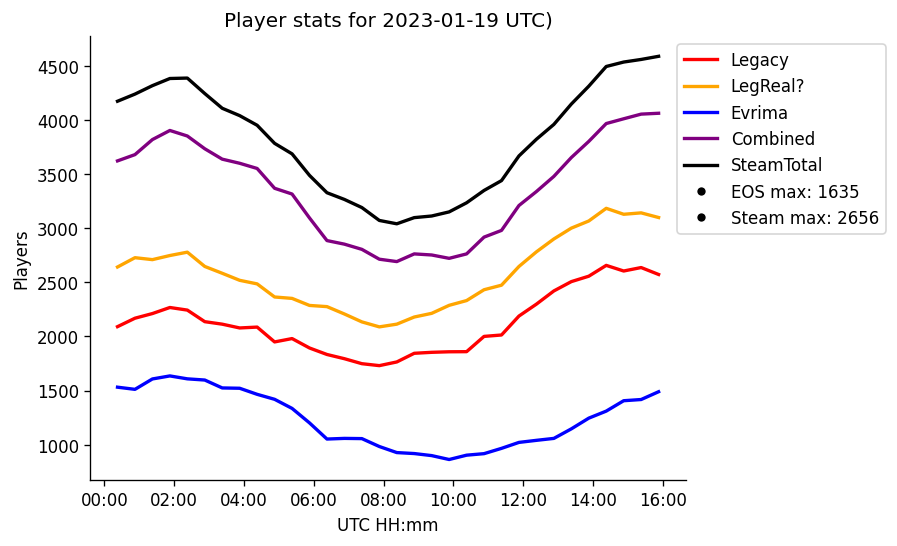 Player stats for 2023-01-19 UTC)
Players
4500
4000
3500
3000
2500
2000
1500
1000
00:00 02:00 04:00 06:00 08:00 10:00 12:00 14:00 16:00
UTC HH:mm
Legacy
LegReal?
Evrima
Combined
SteamTotal
EOS max: 1635
Steam max: 2656